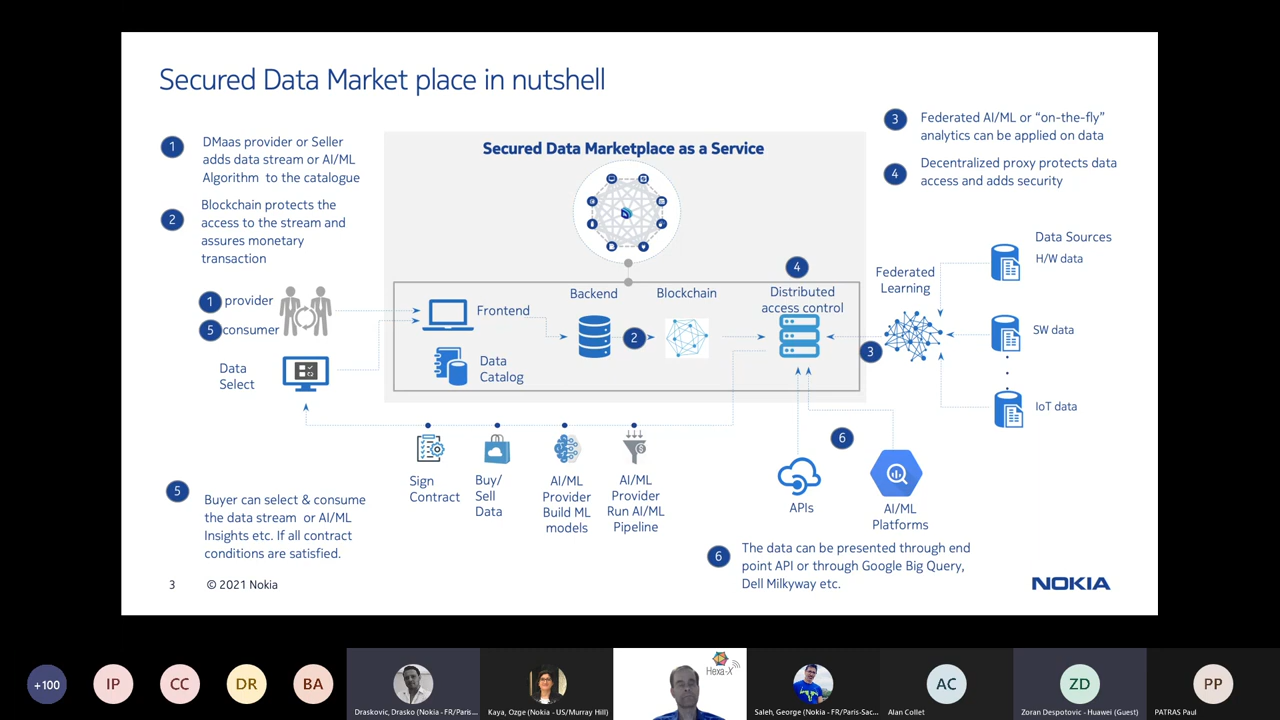 Secured Data Market place in nutshell
1
DMaas provider or Seller
adds data stream or AI/ML
Algorithm to the catalogue
2
Blockchain protects the
access to the stream and
assures monetary
transaction
Secured Data Marketplace as a Service
3
Federated AI/ML or “on-the-fly”
analytics can be applied on data
4
Decentralized proxy protects data
access and adds security
1 provider
5 consumer
Data
Select
Frontend
Data
Catalog
Backend
2
Blockchain
4
Distributed
access control
3
Federated
Learning
Data Sources
H/W data
SW data
IoT data
Sign
Contract
Buy/
Sell
Data
AI/ML
Provider
Build ML
models
AI/ML
Provider
Run AI/ML
Pipeline
6
APIs
AI/ML
Platforms
5
Buyer can select & consume
the data stream or AI/ML
Insights etc. If all contract
conditions are satisfied.
6
The data can be presented through end
point API or through Google Big Query,
Dell Milkyway etc.
3 © 2021 Nokia
NOKIA
+100
IP
CC
DR
BA
Draskovic, Drasko (Nokia - FR/Paris...
Kaya, Ozge (Nokia - US/Murray Hill)
Hexa-X
Saleh, George (Nokia - FR/Paris-Sac...
AC
Alan Collet
ZD
Zoran Despotovic - Huawei (Guest)
PP
PATRAS Paul